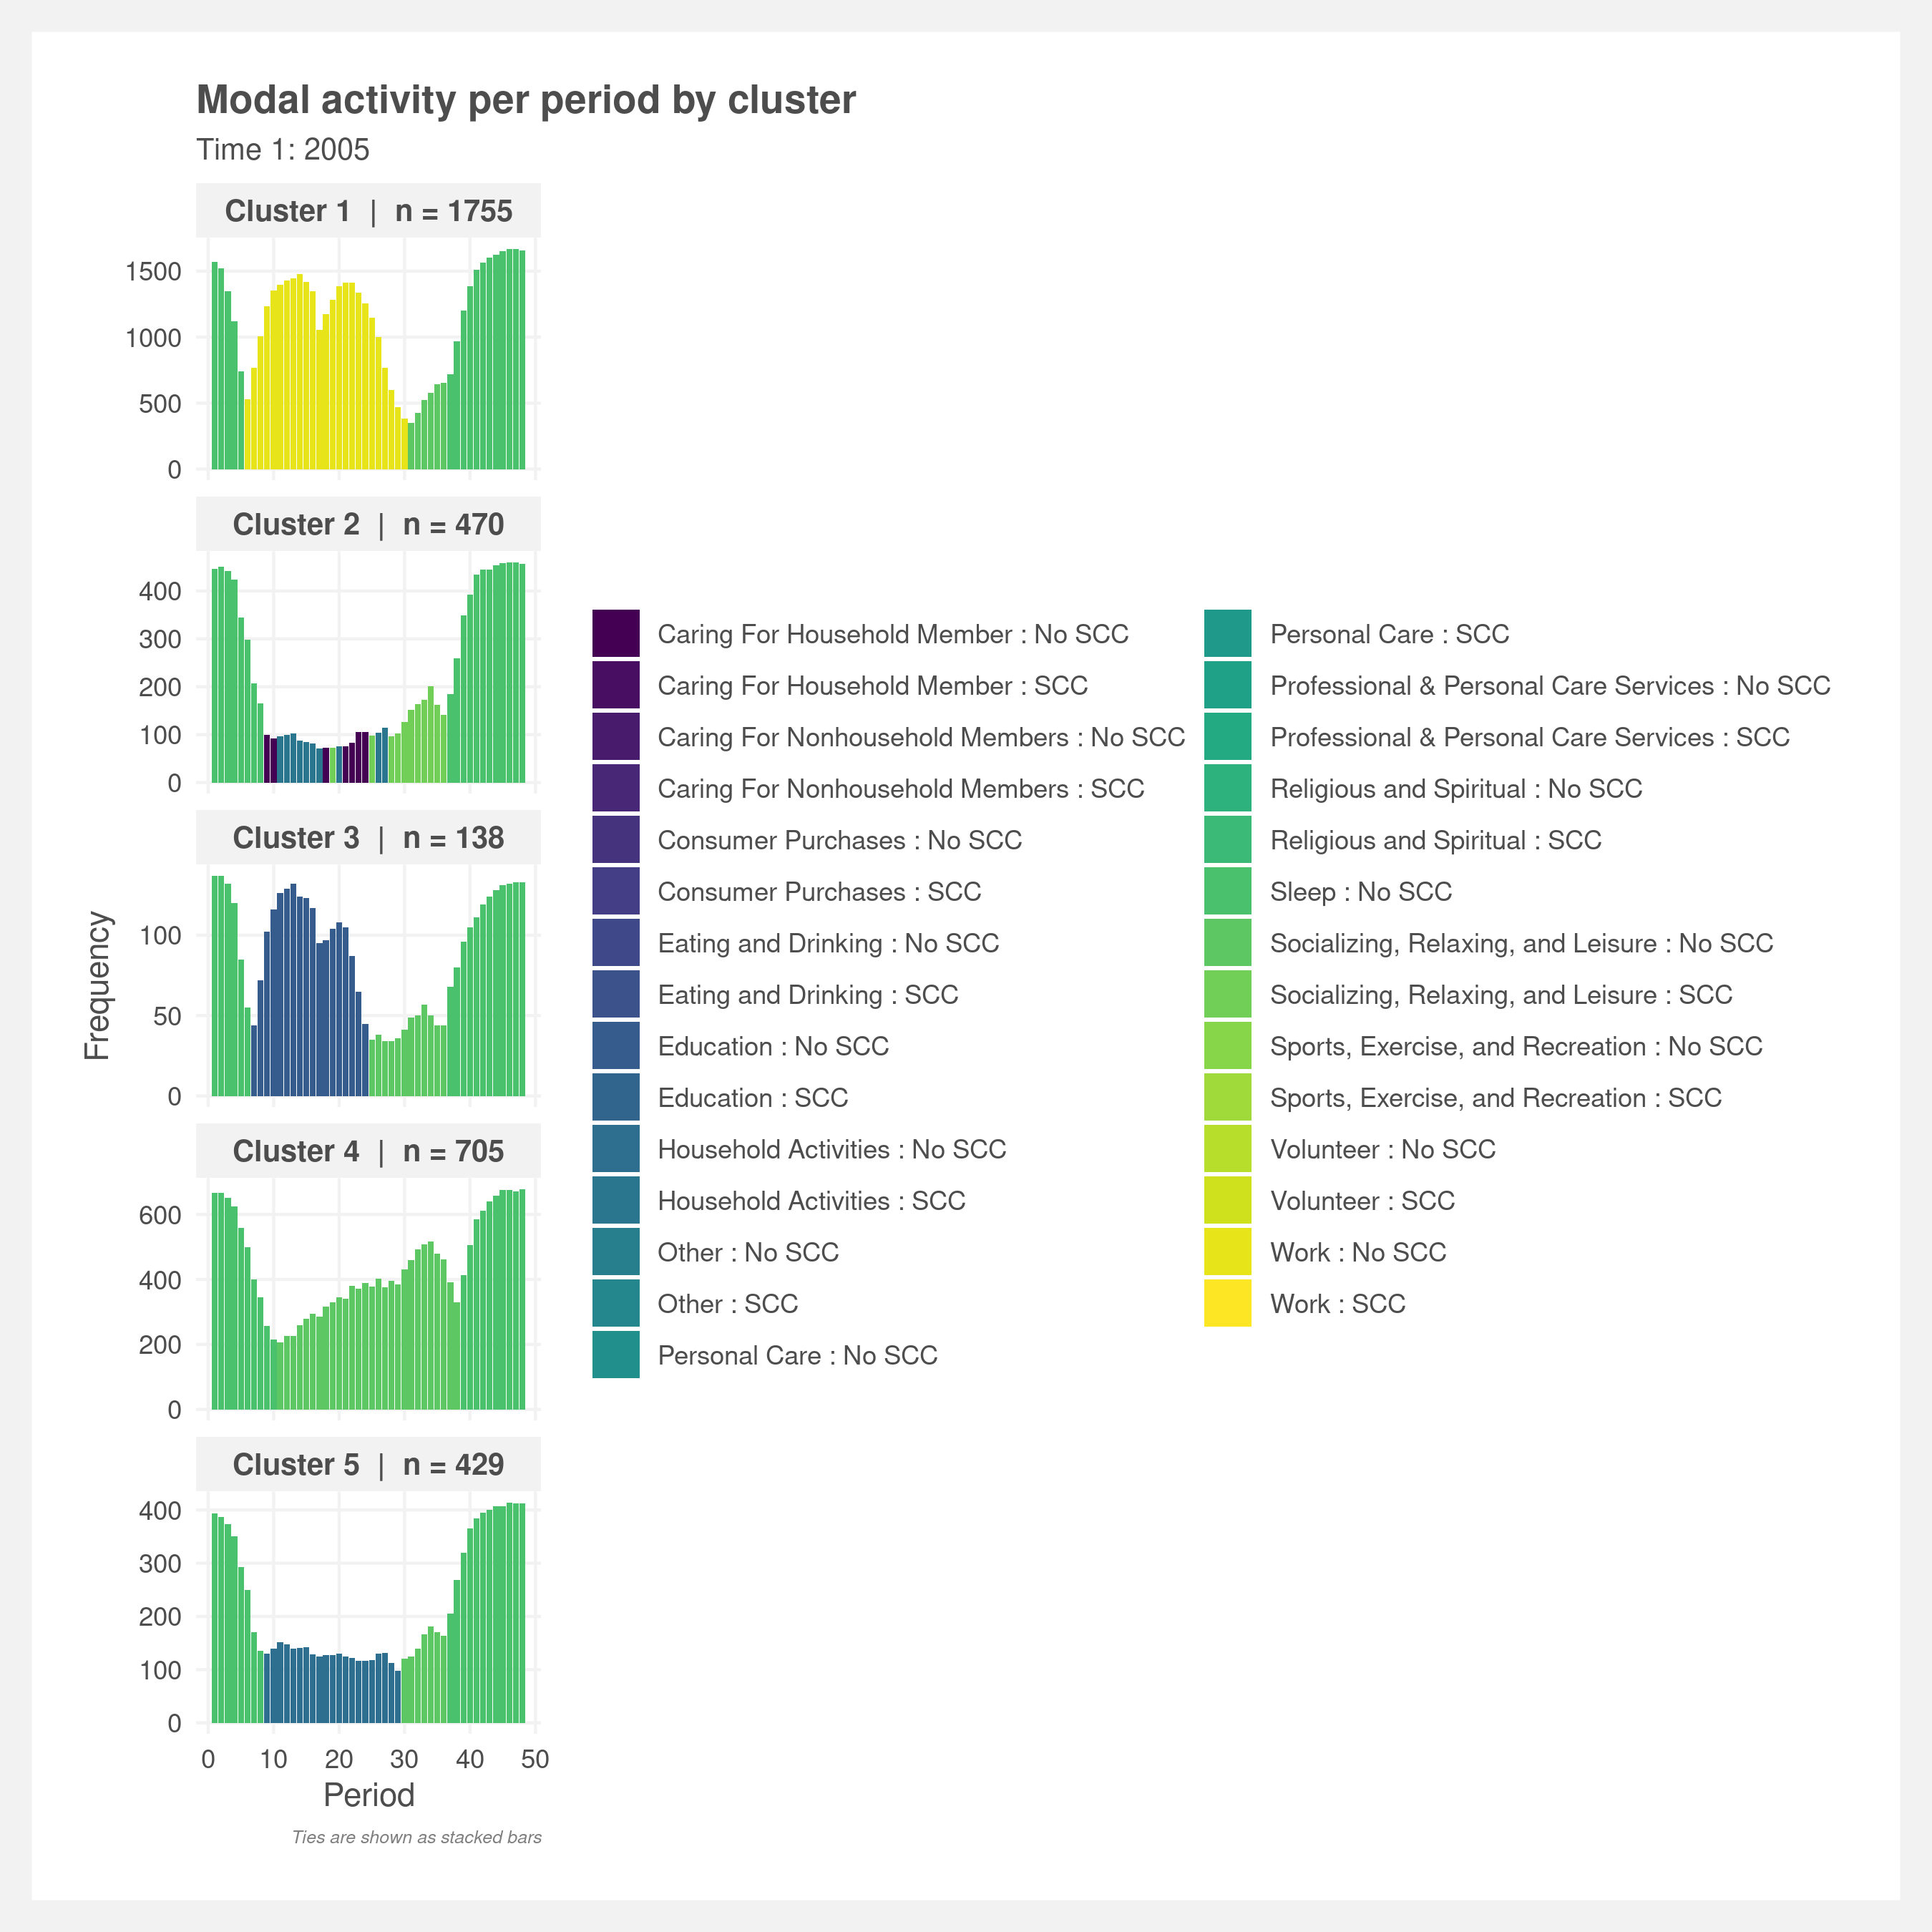 Modal activity per period by cluster
Time 1: 2005
Cluster 1 | n = 1755
1500
1000
500
0
Cluster 2 | n = 470
400
300
200
100
0
Cluster 3 | n = 138
100
50
0
Cluster 4 | n = 705
600
400
200
0
Cluster 5 | n = 429
400
300
200
100
0
0 10 20 30 40 50
Period
Frequency
Ties are shown as stacked bars
Caring For Household Member : No SCC
Caring For Household Member : SCC
Caring For Nonhousehold Members : No SCC
Caring For Nonhousehold Members : SCC
Consumer Purchases : No SCC
Consumer Purchases : SCC
Eating and Drinking : No SCC
Eating and Drinking : SCC
Education : No SCC
Education : SCC
Household Activities : No SCC
Household Activities : SCC
Other : No SCC
Other : SCC
Personal Care : No SCC
Personal Care : SCC
Professional & Personal Care Services : No SCC
Professional & Personal Care Services : SCC
Religious and Spiritual : No SCC
Religious and Spiritual : SCC
Sleep : No SCC
Socializing, Relaxing, and Leisure : No SCC
Socializing, Relaxing, and Leisure : SCC
Sports, Exercise, and Recreation : No SCC
Sports, Exercise, and Recreation : SCC
Volunteer : No SCC
Volunteer : SCC
Work : No SCC
Work : SCC